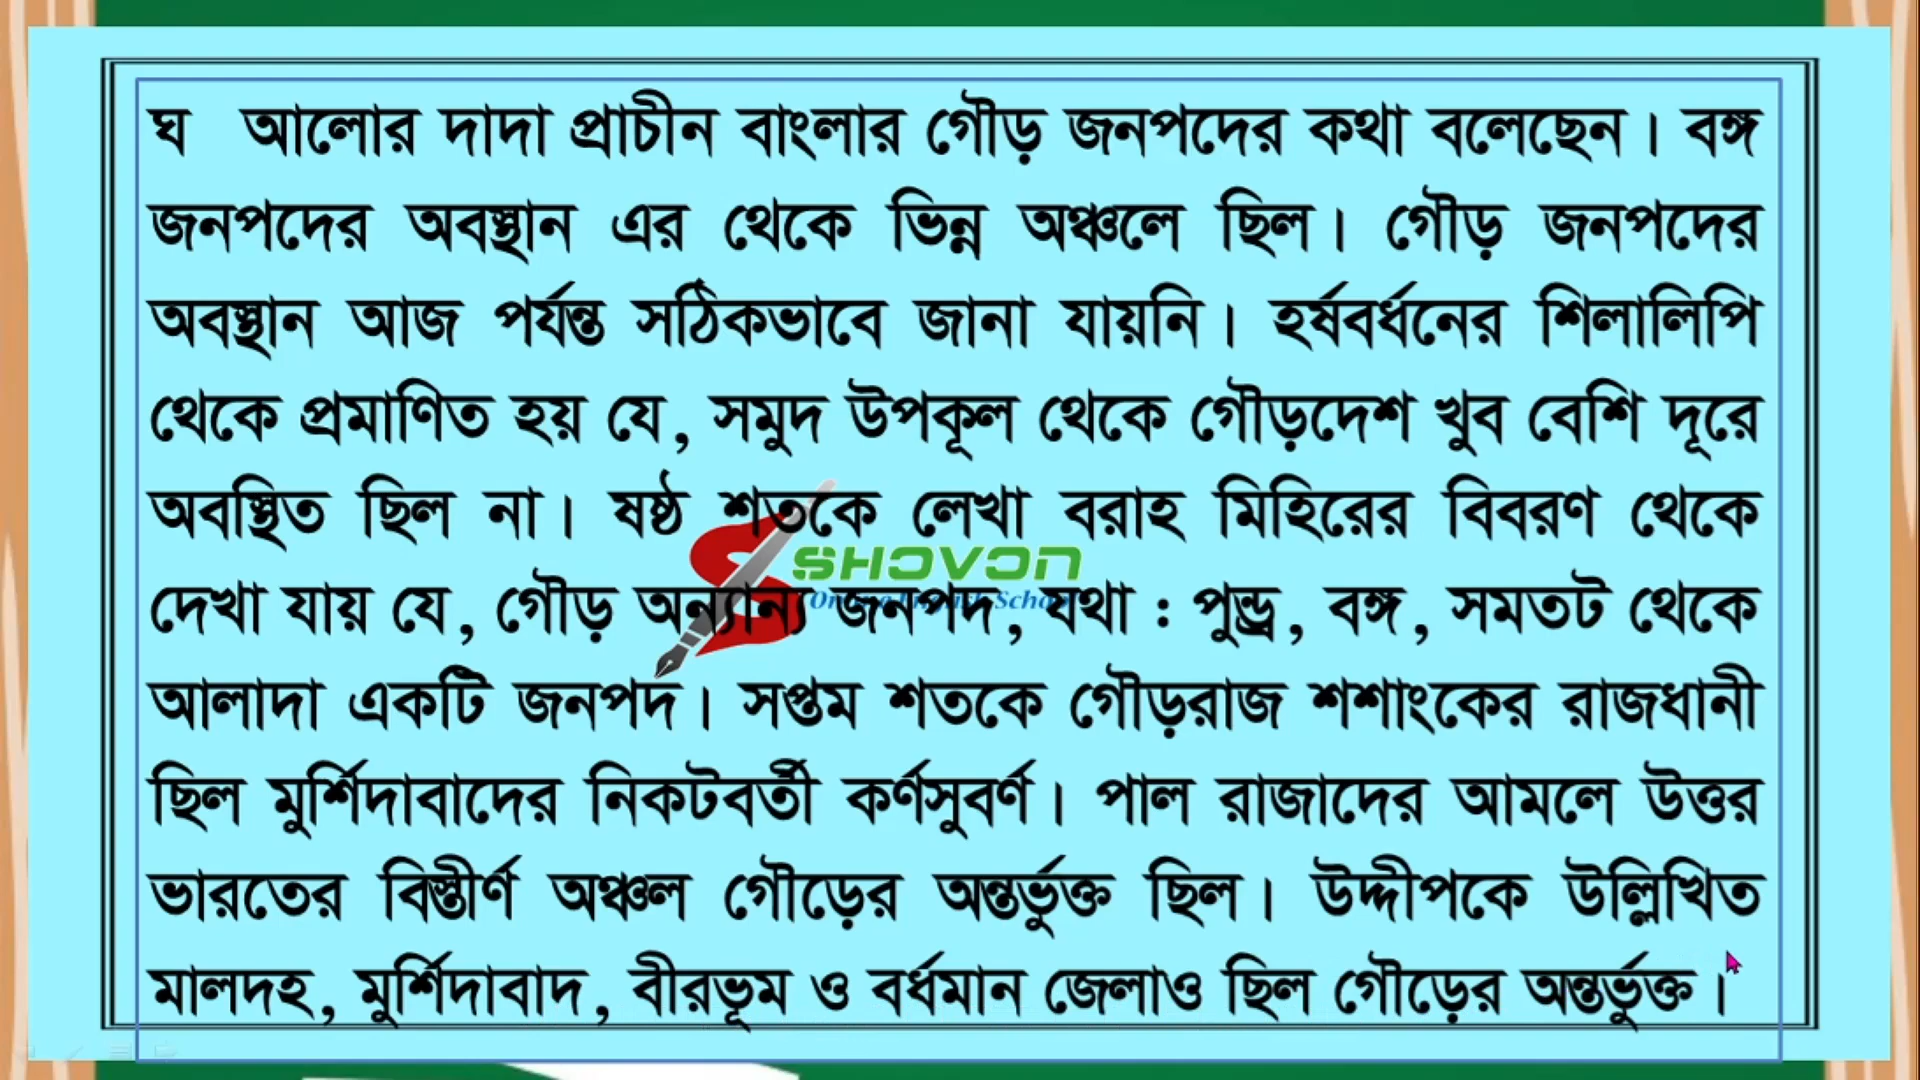 ঘ আলোর দাদা প্রাচীন বাংলার গৌড় জনপদের কথা বলেছেন। বঙ্গ
জনপদের অবস্থান এর থেকে ভিন্ন অঞ্চলে ছিল। গৌড় জনপদের
অবস্থান আজ পর্যন্ত সঠিকভাবে জানা যায়নি। হর্ষবর্ধনের শিলালিপি
থেকে প্রমাণিত হয় যে, সমুদ উপকূল থেকে গৌড়দেশ খুব বেশি দূরে
অবস্থিত ছিল না। ষষ্ঠ শতকে লেখা বরাহ মিহিরের বিবরণ থেকে
SHOVON
দেখা যায় যে, গৌড় অন্যান্য জনপদ, যথা : পুন্ড্র, বঙ্গ, সমতট থেকে
আলাদা একটি জনপদ। সপ্তম শতকে গৌড়রাজ শশাংকের রাজধানী
ছিল মুর্শিদাবাদের নিকটবর্তী কর্ণসুবর্ণ। পাল রাজাদের আমলে উত্তর
ভারতের বিস্তীর্ণ অঞ্চল গৌড়ের অন্তর্ভুক্ত ছিল। উদ্দীপকে উল্লিখিত
মালদহ, মুর্শিদাবাদ, বীরভূম ও বর্ধমান জেলাও ছিল গৌড়ের অন্তর্ভুক্ত।